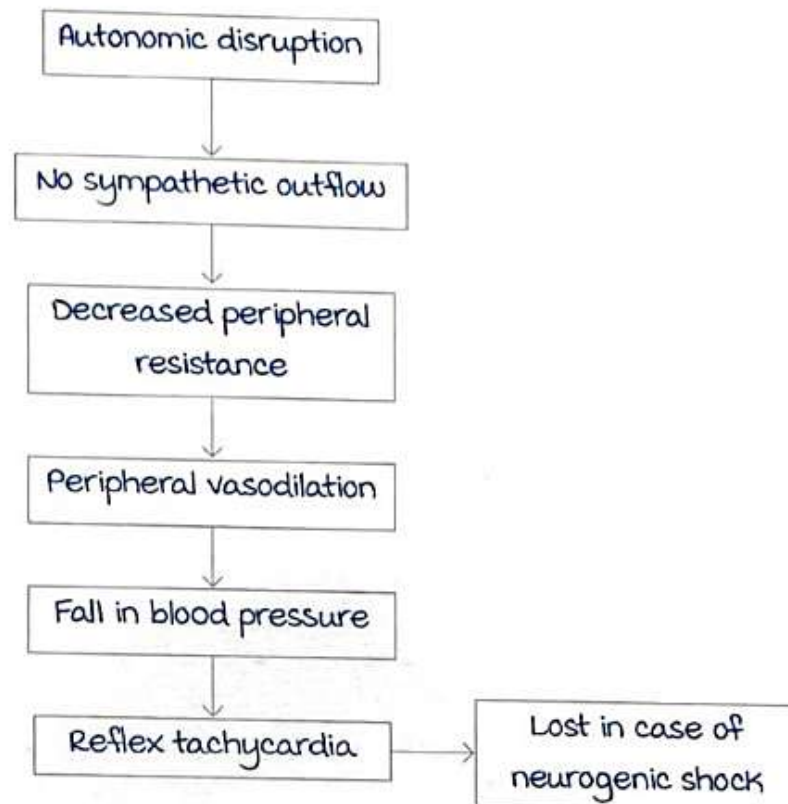 Autonomic disruption
No sympathetic outflow
Decreased peripheral
resistance
Peripheral vasodilation
Fall in blood pressure
Reflex tachycardia
Lost in case of
neurogenic shock